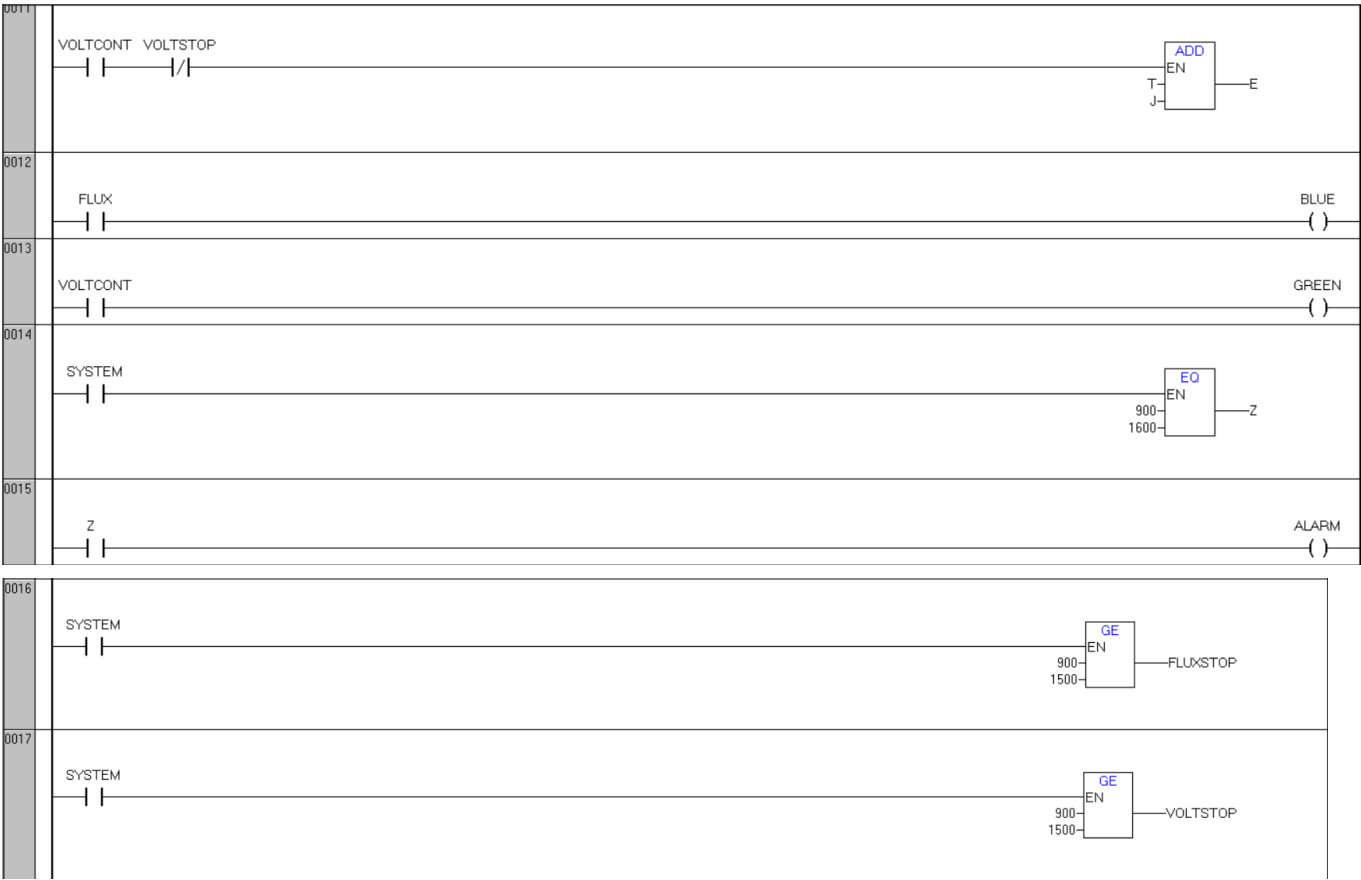 0011
VOLTCONT VOLTSTOP
ADD
EN
T
E
J
0012
FLUX
BLUE
0013
VOLTCONT
GREEN
0014
SYSTEM
EQ
EN
900
Z
1600
0015
Z
ALARM
0016
SYSTEM
GE
EN
900
FLUXSTOP
1500
0017
SYSTEM
GE
EN
900
VOLTSTOP
1500